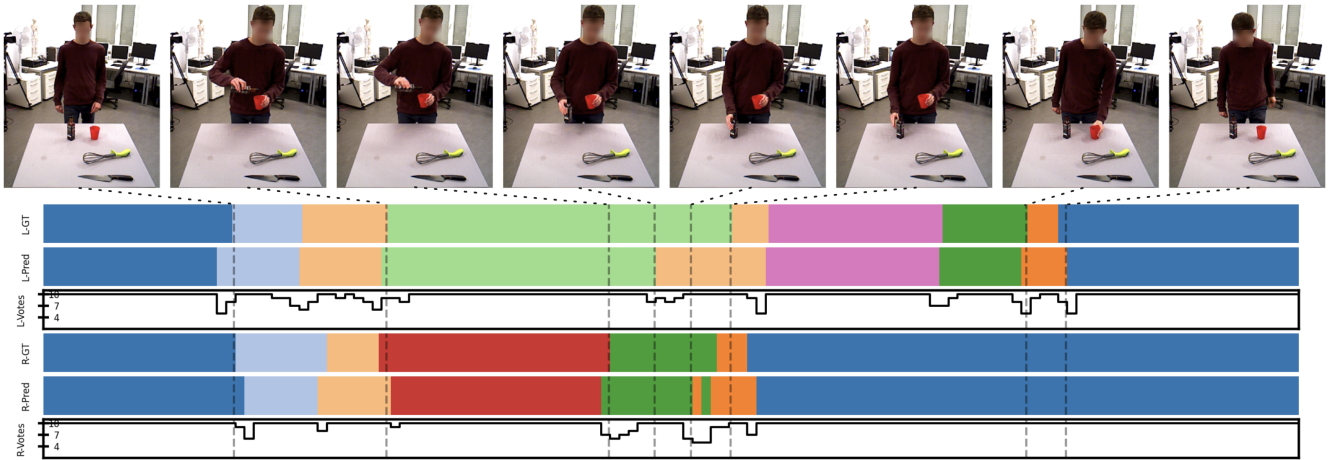 L-GT
L-Pred
L-Votes
10
7
4
R-GT
R-Pred
R-Votes
10
7
4